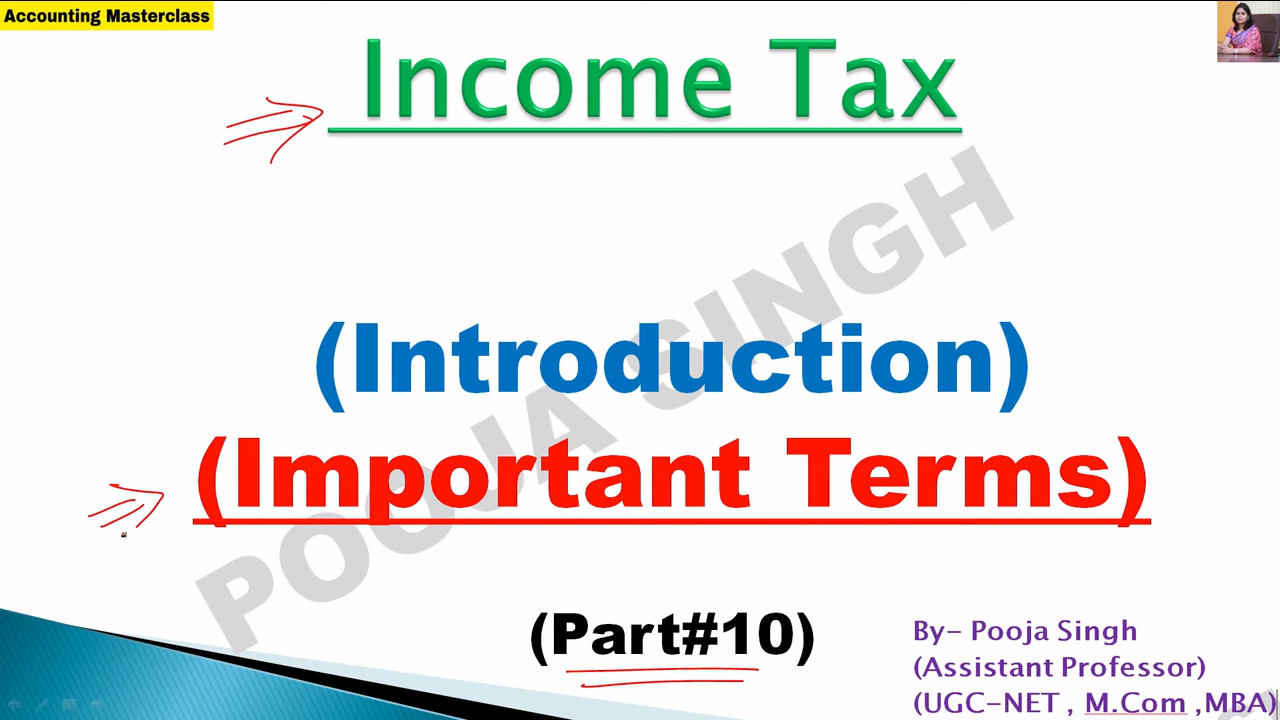 Accounting Masterclass
Income Tax
POOJA SINGH
(Introduction)
(Important Terms)
(Part#10)
By- Pooja Singh
(Assistant Professor)
(UGC-NET , M.Com ,MBA)